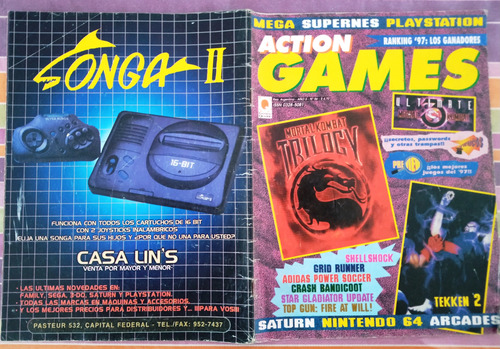 SONGA II
16-BIT
FUNCIONA CON TODOS LOS CARTUCHOS DE 16 BIT
CON 2 JOYSTICKS INALAMBRICOS
¡ELIJA UNA SONGA PARA SUS HIJOS Y ¿POR QUE NO UNA PARA USTED?
CASA LIN'S
VENTA POR MAYOR Y MENOR
- LAS ULTIMAS NOVEDADES EN:
FAMILY, SEGA, 3-DO, SATURN Y PLAYSTATION.
- TODAS LAS MARCAS EN MAQUINAS Y ACCESORIOS.
- Y LOS MEJORES PRECIOS PARA DISTRIBUIDORES Y... ¡¡¡PARA VOS!!!
PASTEUR 532, CAPITAL FEDERAL - TEL./FAX: 952-7437
MEGA SUPERNES PLAYSTATION
RANKING '97: LOS GANADORES
ACTION
GAMES
ULTIMATE
¡¡secretos, passwords
y otras trampas!!
MORTAL KOMBAT
TRILOGY
PRE
¡¡los mejores
juegos del '97!!
SHELLSHOCK
GRID RUNNER
ADIDAS POWER SOCCER
CRASH BANDICOOT
STAR GLADIATOR UPDATE
TOP GUN: FIRE AT WILL!
TEKKEN 2
SATURN NINTENDO 64 ARCADES